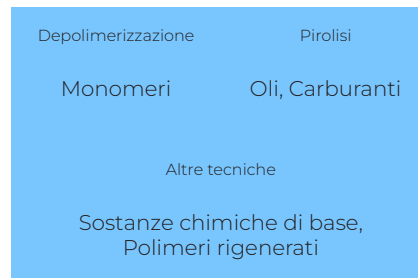 Depolimerizzazione
Pirolisi
Monomeri
Oli, Carburanti
Altre tecniche
Sostanze chimiche di base,
Polimeri rigenerati